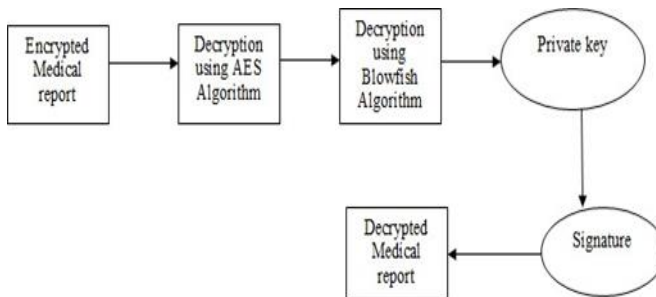 Encrypted
Medical
report
Decryption
using AES
Algorithm
Decryption
using
Blowfish
Algorithm
Private key
Signature
Decrypted
Medical
report